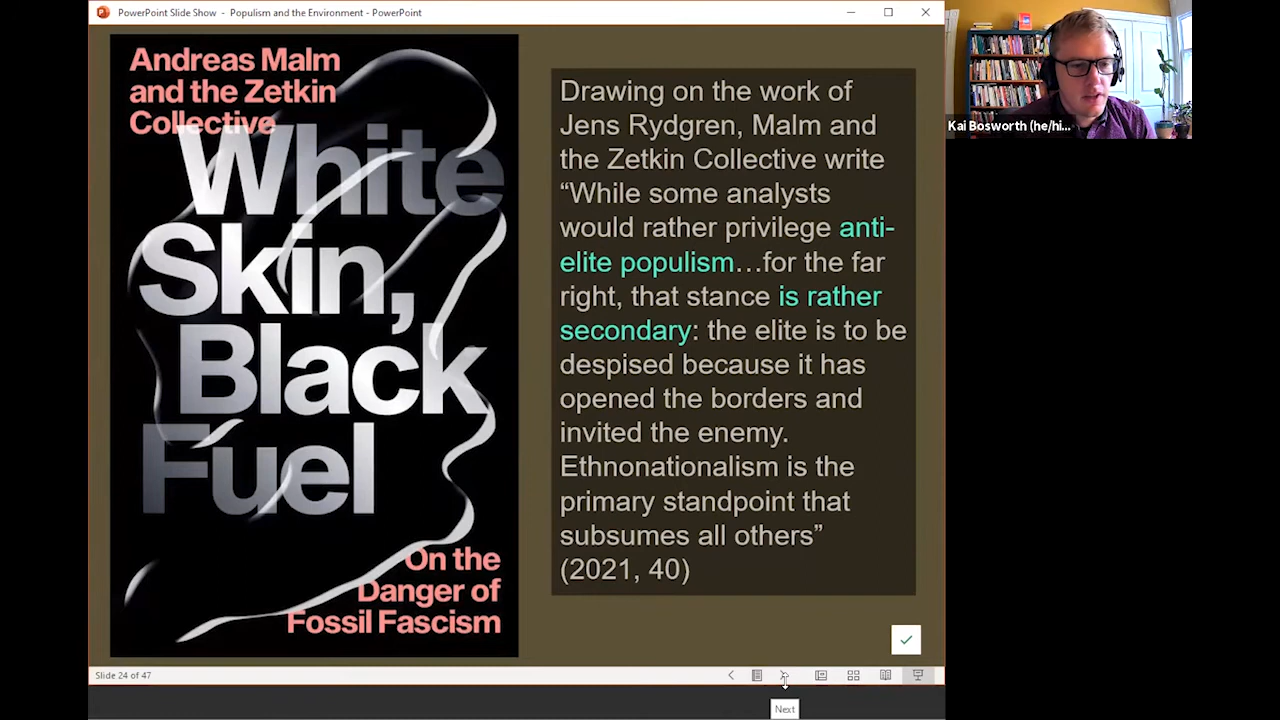 PowerPoint Slide Show - Populism and the Environment - PowerPoint
Andreas Malm
and the Zetkin
Collective
White
Skin,
Black
Fuel
On the
Danger of
Fossil Fascism
Drawing on the work of
Jens Rydgren, Malm and
the Zetkin Collective write
“While some analysts
would rather privilege anti-
elite populism…for the far
right, that stance is rather
secondary: the elite is to be
despised because it has
opened the borders and
invited the enemy.
Ethnonationalism is the
primary standpoint that
subsumes all others”
(2021, 40)
Kai Bosworth (he/hi...
Slide 24 of 47
Next